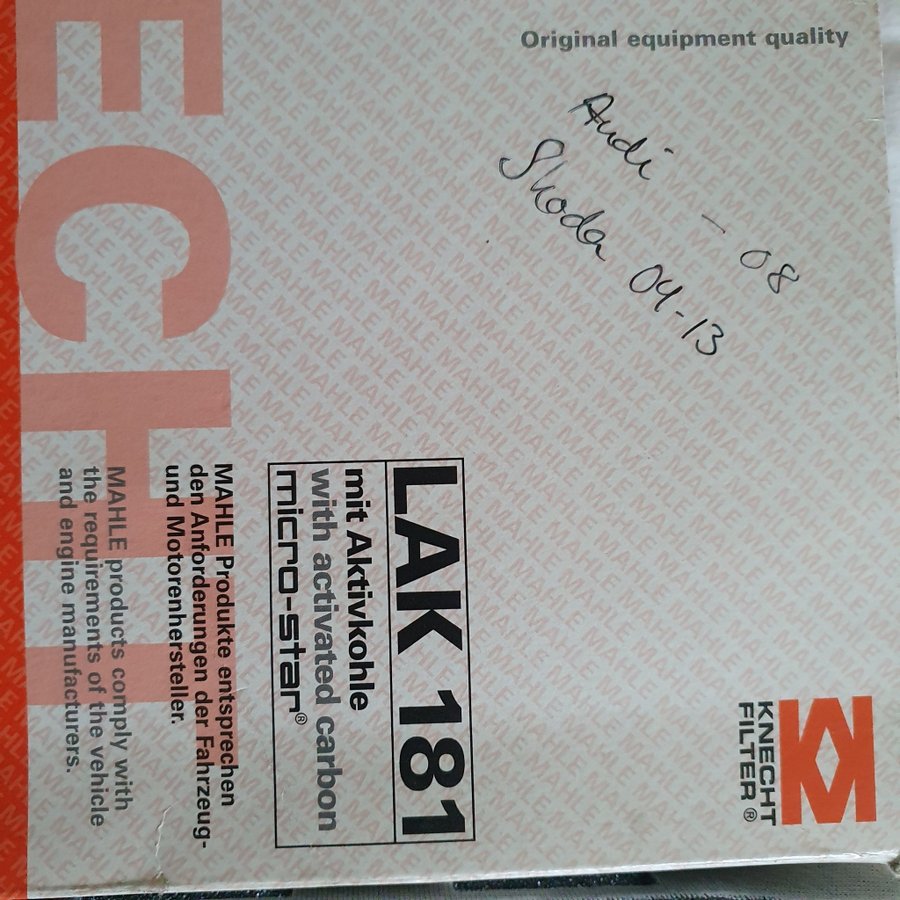 Original equipment quality
Audi - 08
Skoda 04-13
ECH
LAK 181
mit Aktivkohle
with activated carbon
micro-star®
MAHLE Produkte entsprechen
den Anforderungen der Fahrzeug-
und Motorenhersteller.
MAHLE products comply with
the requirements of the vehicle
and engine manufacturers.
KNECHT
FILTER®